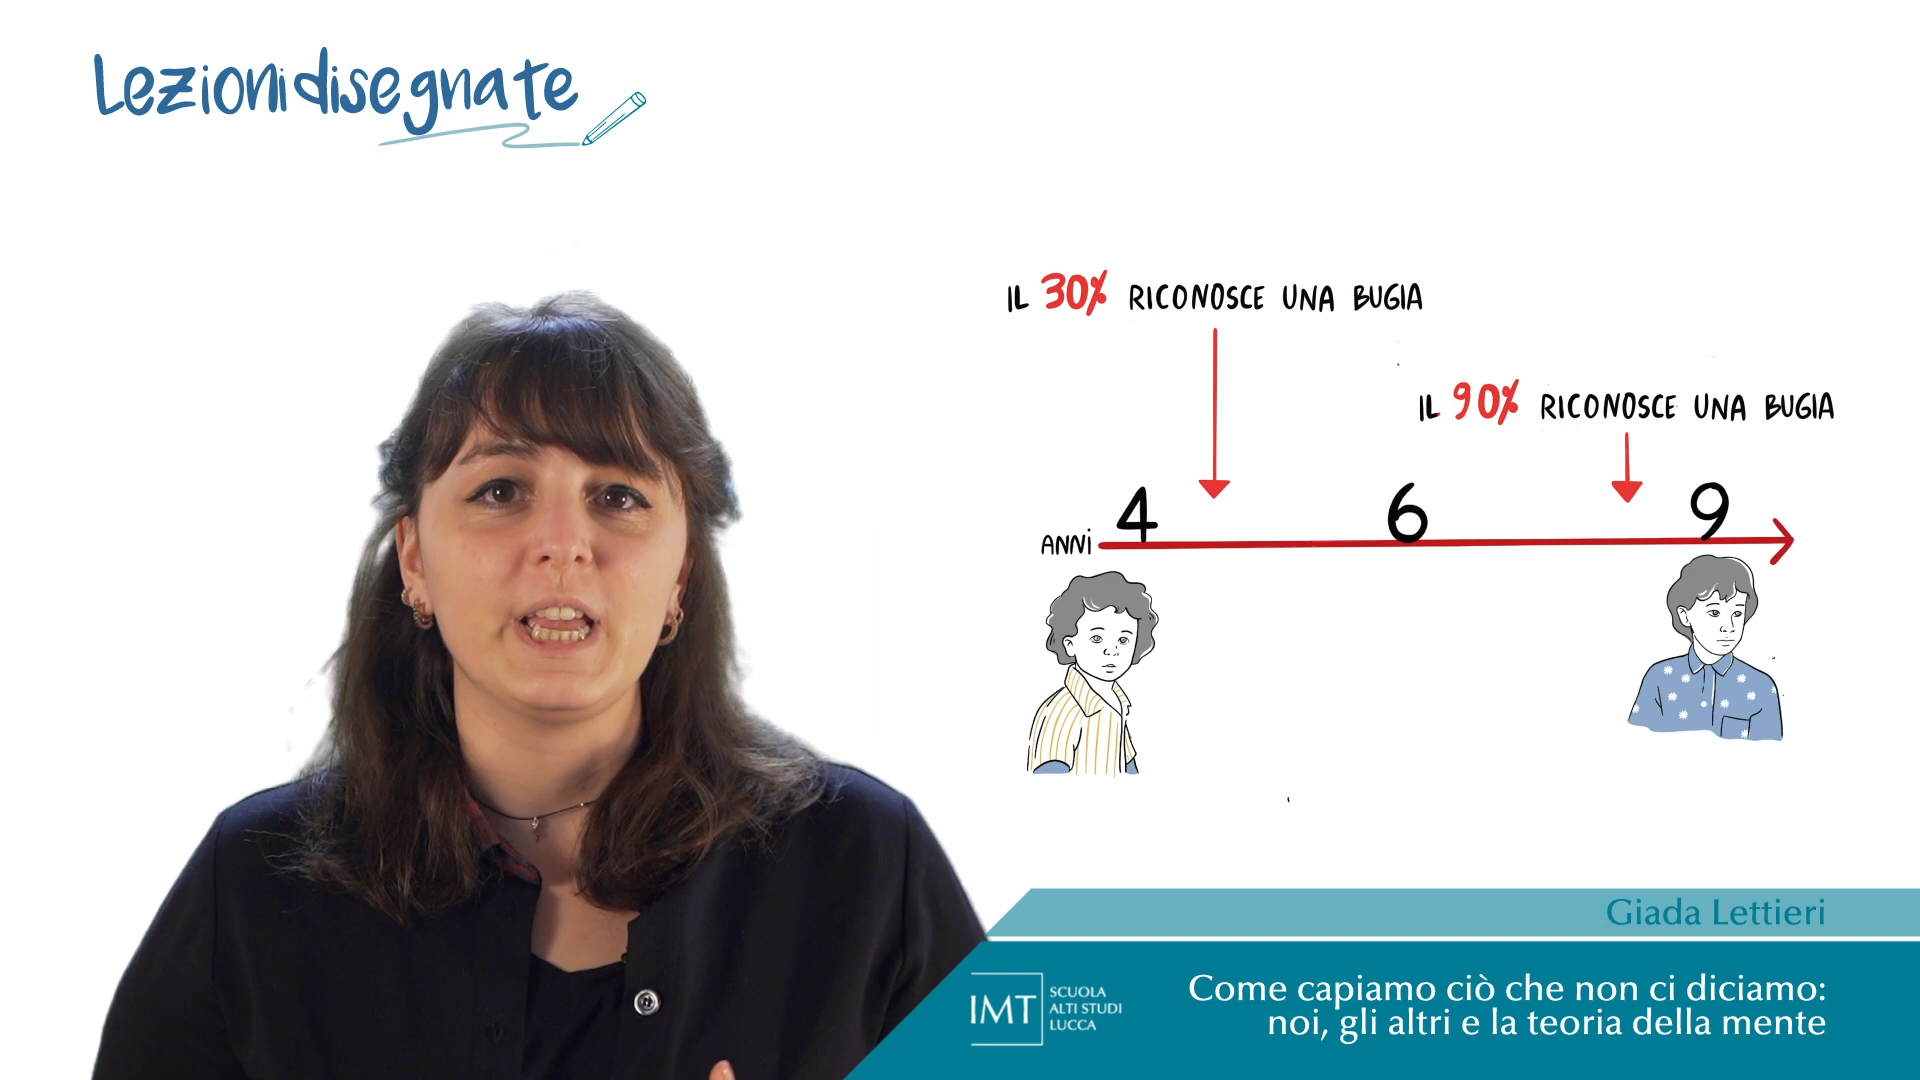 Lezionidisegnate
IL 30% RICONOSCE UNA BUGIA
IL 90% RICONOSCE UNA BUGIA
4 6 9
ANNI
Giada Lettieri
IMT SCUOLA
ALTI STUDI
LUCCA
Come capiamo ciò che non ci diciamo:
noi, gli altri e la teoria della mente